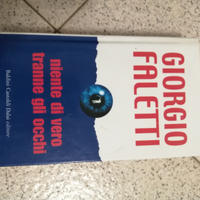 GIORGIO
FALETTI
niente di vero
tranne gli occhi
Baldini Castoldi Dalai editore